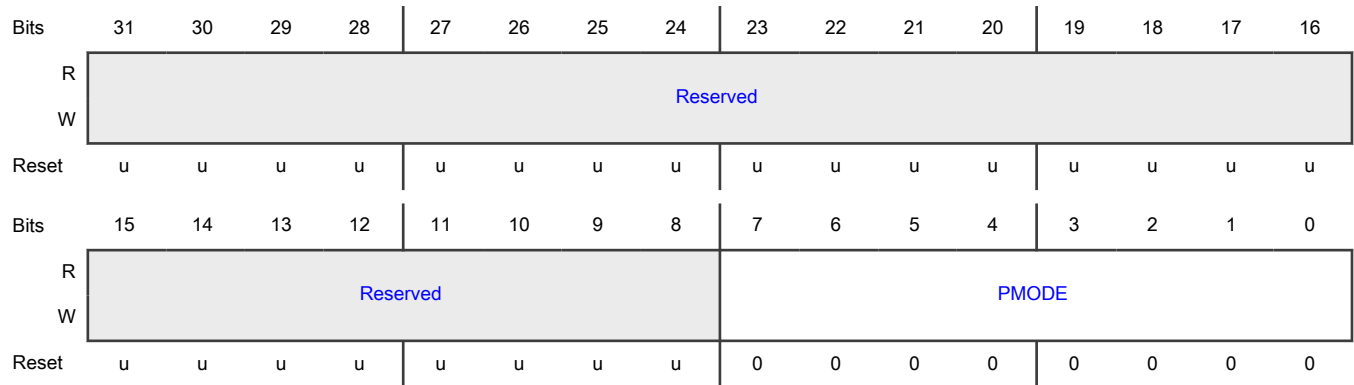 Bits 31 30 29 28 27 26 25 24 23 22 21 20 19 18 17 16
R
Reserved
W
Reset u u u u u u u u u u u u u u u u
Bits 15 14 13 12 11 10 9 8 7 6 5 4 3 2 1 0
R
Reserved PMODE
W
Reset u u u u u u u u 0 0 0 0 0 0 0 0